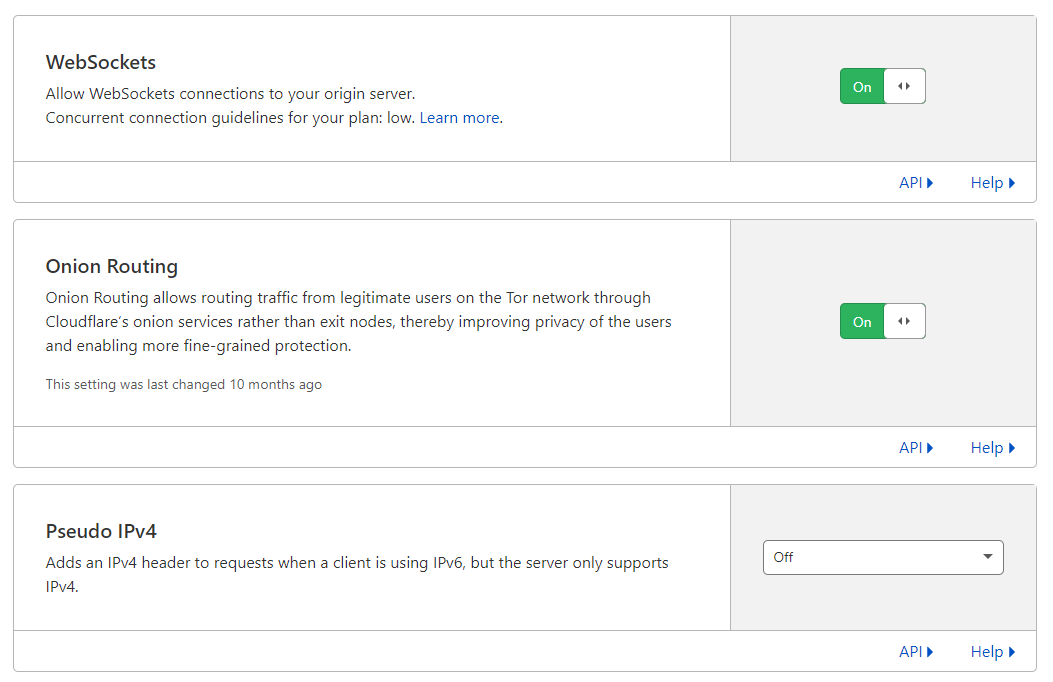 WebSockets
Allow WebSockets connections to your origin server.
Concurrent connection guidelines for your plan: low. Learn more.
On
API
Help
Onion Routing
Onion Routing allows routing traffic from legitimate users on the Tor network through
Cloudflare’s onion services rather than exit nodes, thereby improving privacy of the users
and enabling more fine-grained protection.
This setting was last changed 10 months ago
On
API
Help
Pseudo IPv4
Adds an IPv4 header to requests when a client is using IPv6, but the server only supports
IPv4.
Off
API
Help